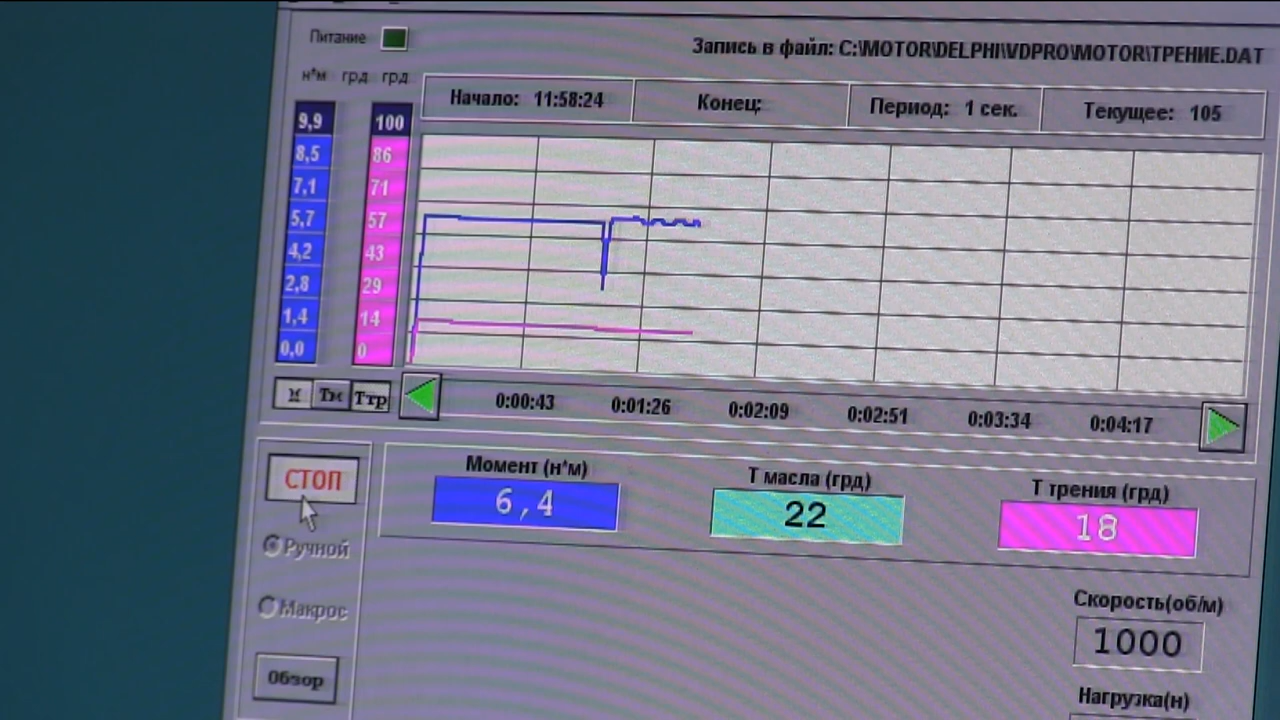 Питание
Запись в файл: C:\MOTOR\DELPHI\VDPRO\MOTOR\ТРЕНИЕ.DAT
н*м грд грд
Начало: 11:58:24 Конец: Период: 1 сек. Текущее: 105
9,9 100
8,5 86
7,1 71
5,7 57
4,2 43
2,8 29
1,4 14
0,0 0
М Тм Ттр
0:00:43 0:01:26 0:02:09 0:02:51 0:03:34 0:04:17
СТОП
Момент (н*м) Т масла (грд) Т трения (грд)
6,4 22 18
Ручной
Макрос
Обзор
Скорость(об/м)
1000
Нагрузка(н)